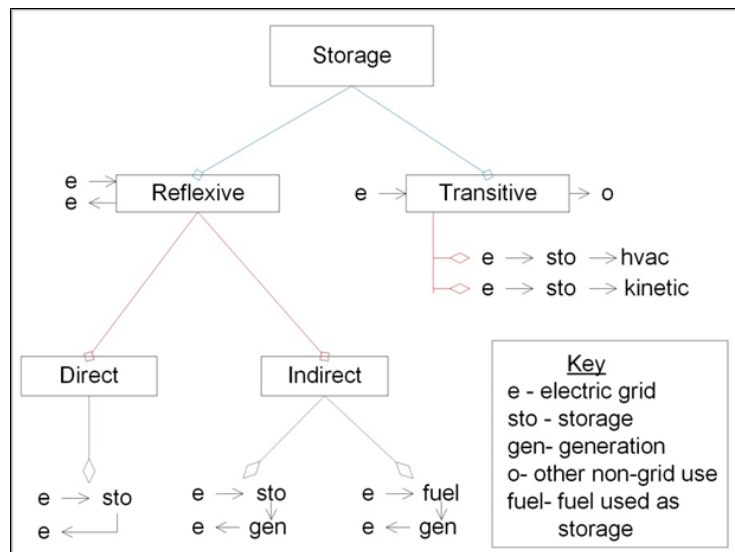 Storage
e
e
Reflexive
e
Transitive
o
e sto hvac
e sto kinetic
Direct
Indirect
e sto
e
e sto
e gen
e fuel
e gen
Key
e - electric grid
sto - storage
gen- generation
o- other non-grid use
fuel- fuel used as
storage